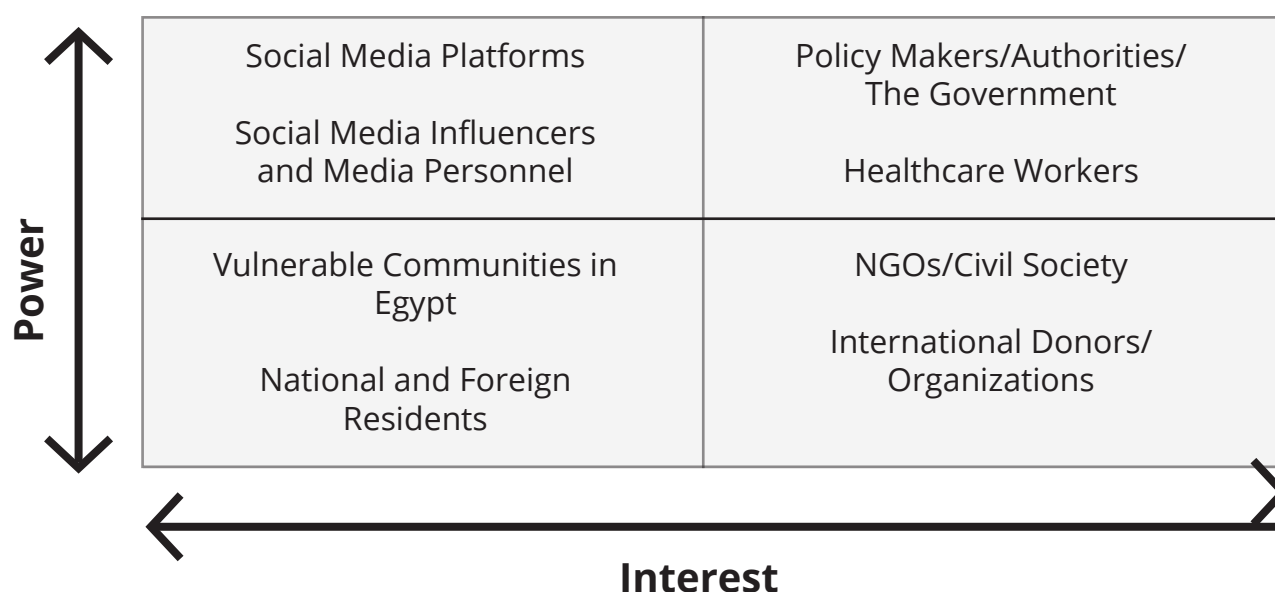 Social Media Platforms
Social Media Influencers
and Media Personnel
Policy Makers/Authorities/
The Government
Healthcare Workers
Power
Vulnerable Communities in
Egypt
National and Foreign
Residents
NGOs/Civil Society
International Donors/
Organizations
Interest